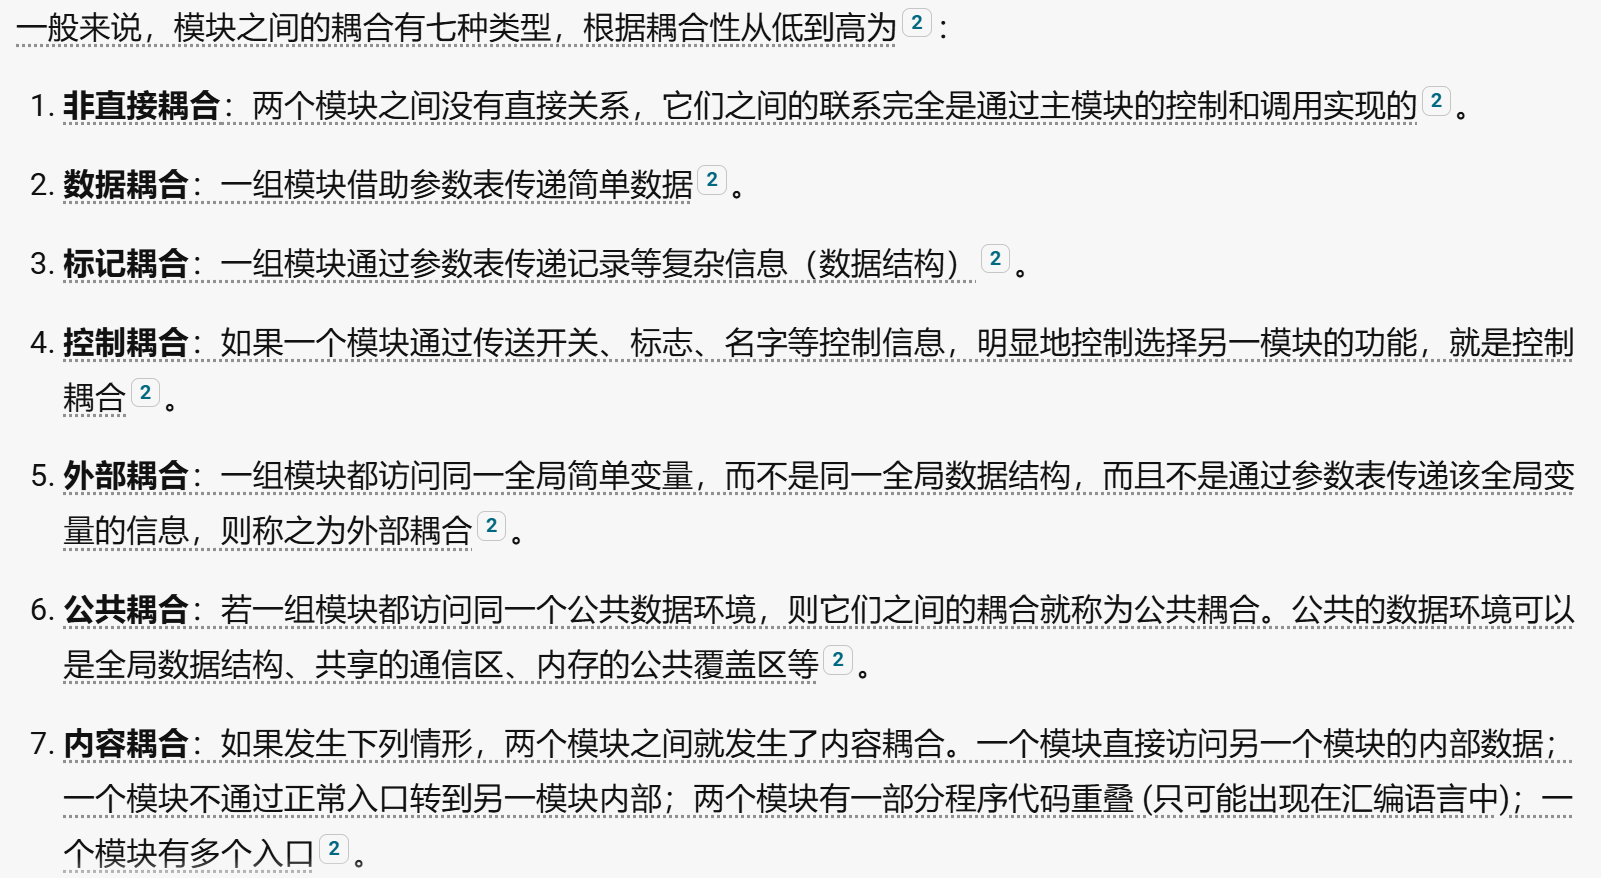 一般来说，模块之间的耦合有七种类型，根据耦合性从低到高为 2 ：
1. 非直接耦合：两个模块之间没有直接关系，它们之间的联系完全是通过主模块的控制和调用实现的 2 。
2. 数据耦合：一组模块借助参数表传递简单数据 2 。
3. 标记耦合：一组模块通过参数表传递记录等复杂信息（数据结构） 2 。
4. 控制耦合：如果一个模块通过传送开关、标志、名字等控制信息，明显地控制选择另一模块的功能，就是控制
耦合 2 。
5. 外部耦合：一组模块都访问同一全局简单变量，而不是同一全局数据结构，而且不是通过参数表传递该全局变
量的信息，则称之为外部耦合 2 。
6. 公共耦合：若一组模块都访问同一个公共数据环境，则它们之间的耦合就称为公共耦合。公共的数据环境可以
是全局数据结构、共享的通信区、内存的公共覆盖区等 2 。
7. 内容耦合：如果发生下列情形，两个模块之间就发生了内容耦合。一个模块直接访问另一个模块的内部数据；
一个模块不通过正常入口转到另一模块内部；两个模块有一部分程序代码重叠 (只可能出现在汇编语言中)；一
个模块有多个入口 2 。